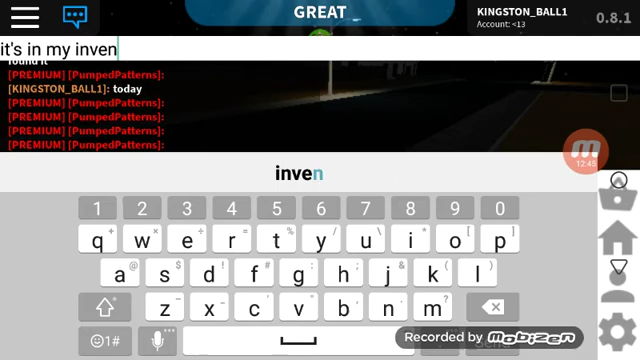 GREAT
KINGSTON_BALL1
Account: <13
0.8.1
it's in my inven
found it
[PREMIUM] [PumpedPatterns]:
[KINGSTON_BALL1]: today
[PREMIUM] [PumpedPatterns]:
[PREMIUM] [PumpedPatterns]:
[PREMIUM] [PumpedPatterns]:
[PREMIUM] [PumpedPatterns]:
12:45
inven
1 2 3 4 5 6 7 8 9 0
q w e r t y u i o p
a s d f g h j k l
z x c v b n m
1#
Recorded by Mobizen